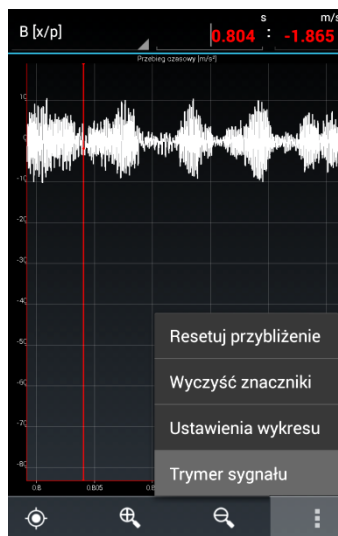 s m/s
B [x/p] 0.804 : -1.865
Przebieg czasowy [m/s²]
10
0
-10
-20
-30
-40
-50
-60
-70
-80
0.8 0.805
Resetuj przybliżenie
Wyczyść znaczniki
Ustawienia wykresu
Trymer sygnału